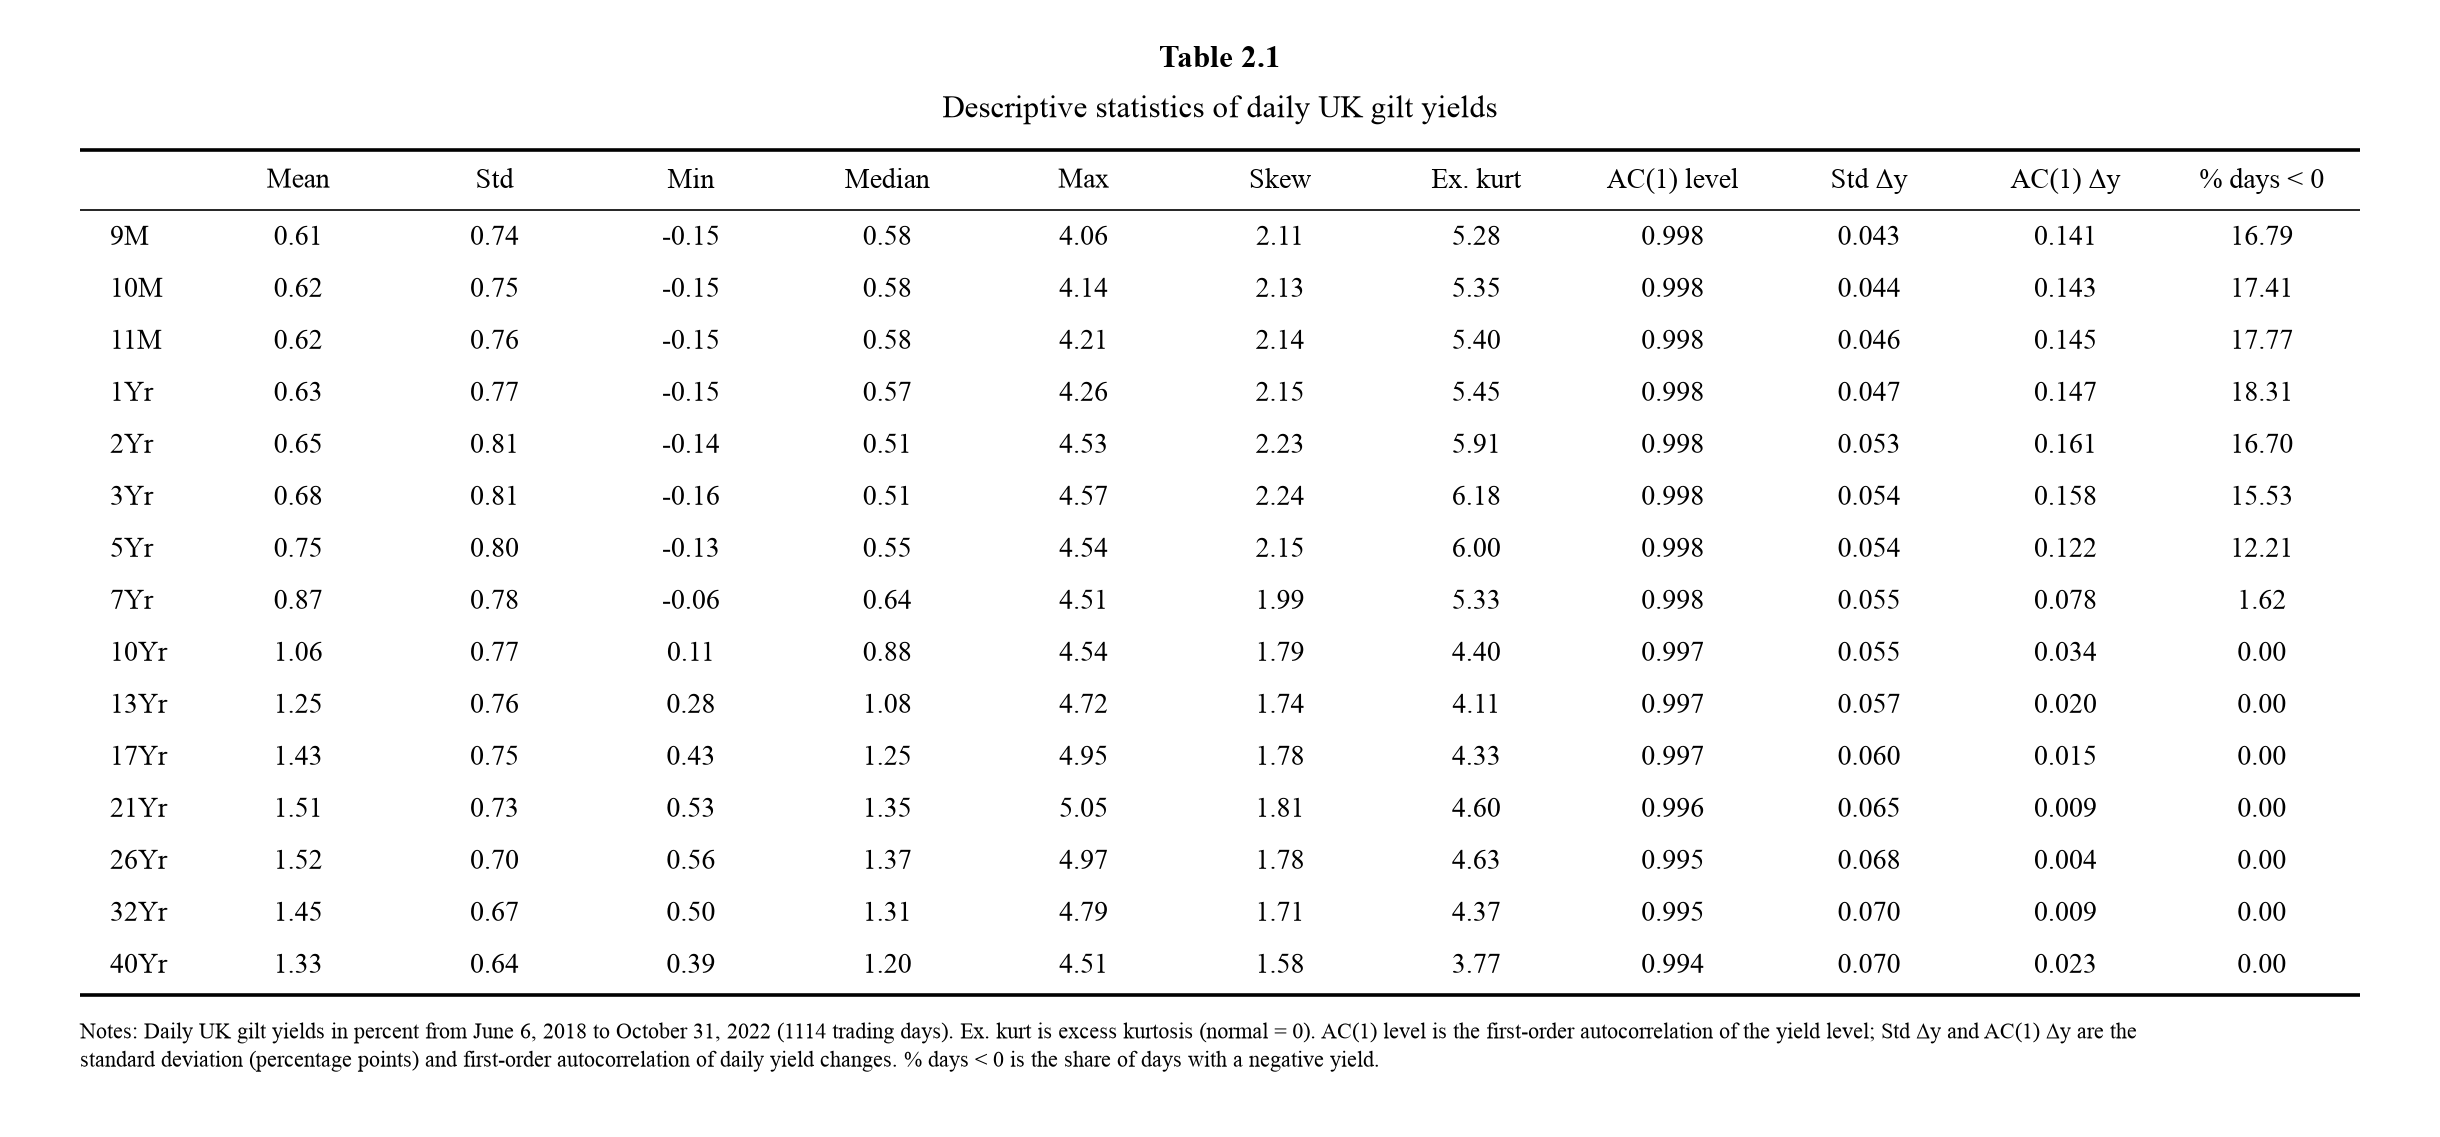 Table 2.1
Descriptive statistics of daily UK gilt yields
Mean Std Min Median Max Skew Ex. kurt AC(1) level Std Δy AC(1) Δy % days < 0
9M 0.61 0.74 -0.15 0.58 4.06 2.11 5.28 0.998 0.043 0.141 16.79
10M 0.62 0.75 -0.15 0.58 4.14 2.13 5.35 0.998 0.044 0.143 17.41
11M 0.62 0.76 -0.15 0.58 4.21 2.14 5.40 0.998 0.046 0.145 17.77
1Yr 0.63 0.77 -0.15 0.57 4.26 2.15 5.45 0.998 0.047 0.147 18.31
2Yr 0.65 0.81 -0.14 0.51 4.53 2.23 5.91 0.998 0.053 0.161 16.70
3Yr 0.68 0.81 -0.16 0.51 4.57 2.24 6.18 0.998 0.054 0.158 15.53
5Yr 0.75 0.80 -0.13 0.55 4.54 2.15 6.00 0.998 0.054 0.122 12.21
7Yr 0.87 0.78 -0.06 0.64 4.51 1.99 5.33 0.998 0.055 0.078 1.62
10Yr 1.06 0.77 0.11 0.88 4.54 1.79 4.40 0.997 0.055 0.034 0.00
13Yr 1.25 0.76 0.28 1.08 4.72 1.74 4.11 0.997 0.057 0.020 0.00
17Yr 1.43 0.75 0.43 1.25 4.95 1.78 4.33 0.997 0.060 0.015 0.00
21Yr 1.51 0.73 0.53 1.35 5.05 1.81 4.60 0.996 0.065 0.009 0.00
26Yr 1.52 0.70 0.56 1.37 4.97 1.78 4.63 0.995 0.068 0.004 0.00
32Yr 1.45 0.67 0.50 1.31 4.79 1.71 4.37 0.995 0.070 0.009 0.00
40Yr 1.33 0.64 0.39 1.20 4.51 1.58 3.77 0.994 0.070 0.023 0.00
Notes: Daily UK gilt yields in percent from June 6, 2018 to October 31, 2022 (1114 trading days). Ex. kurt is excess kurtosis (normal = 0). AC(1) level is the first-order autocorrelation of the yield level; Std Δy and AC(1) Δy are the
standard deviation (percentage points) and first-order autocorrelation of daily yield changes. % days < 0 is the share of days with a negative yield.